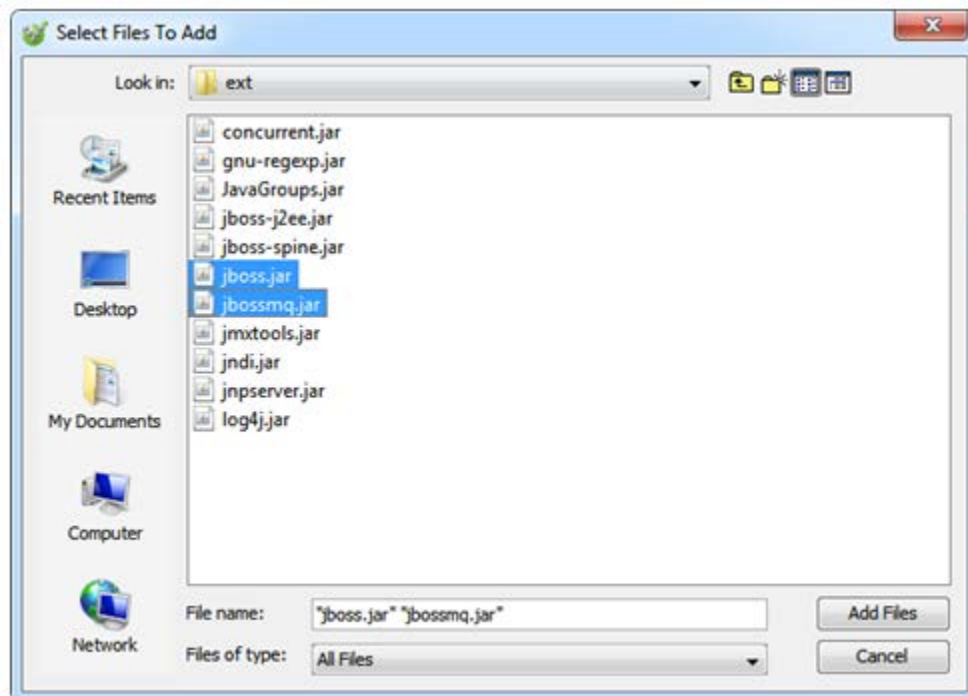 Select Files To Add
Look in: ext
concurrent.jar
gnu-regexp.jar
JavaGroups.jar
jboss-j2ee.jar
jboss-spine.jar
jboss.jar
jbossmq.jar
jmxtools.jar
jndi.jar
jnpserver.jar
log4j.jar
Recent Items
Desktop
My Documents
Computer
Network
File name: "jboss.jar" "jbossmq.jar" Add Files
Files of type: All Files Cancel